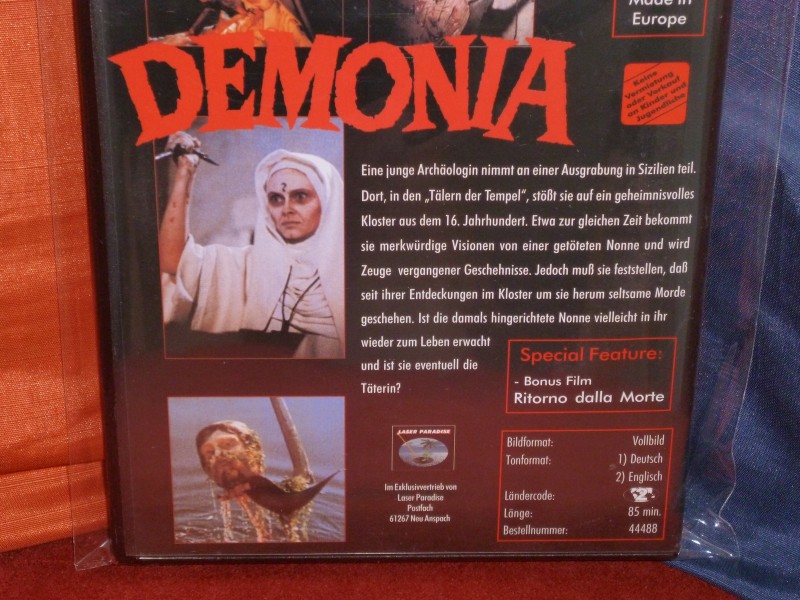 Made in
Europe
DEMONIA
Keine
Vermietung
oder Verkauf
an Kinder und
Jugendliche
Eine junge Archäologin nimmt an einer Ausgrabung in Sizilien teil.
Dort, in den „Tälern der Tempel“, stößt sie auf ein geheimnisvolles
Kloster aus dem 16. Jahrhundert. Etwa zur gleichen Zeit bekommt
sie merkwürdige Visionen von einer getöteten Nonne und wird
Zeuge vergangener Geschehnisse. Jedoch muß sie feststellen, daß
seit ihrer Entdeckungen im Kloster um sie herum seltsame Morde
geschehen. Ist die damals hingerichtete Nonne vielleicht in ihr
wieder zum Leben erwacht
und ist sie eventuell die
Täterin?
Special Feature:
- Bonus Film
Ritorno dalla Morte
LASER PARADISE
Im Exklusivvertrieb von
Laser Paradise
Postfach
61267 Neu Anspach
Bildformat: Vollbild
Tonformat: 1) Deutsch
2) Englisch
Ländercode: 2
Länge: 85 min.
Bestellnummer: 44488